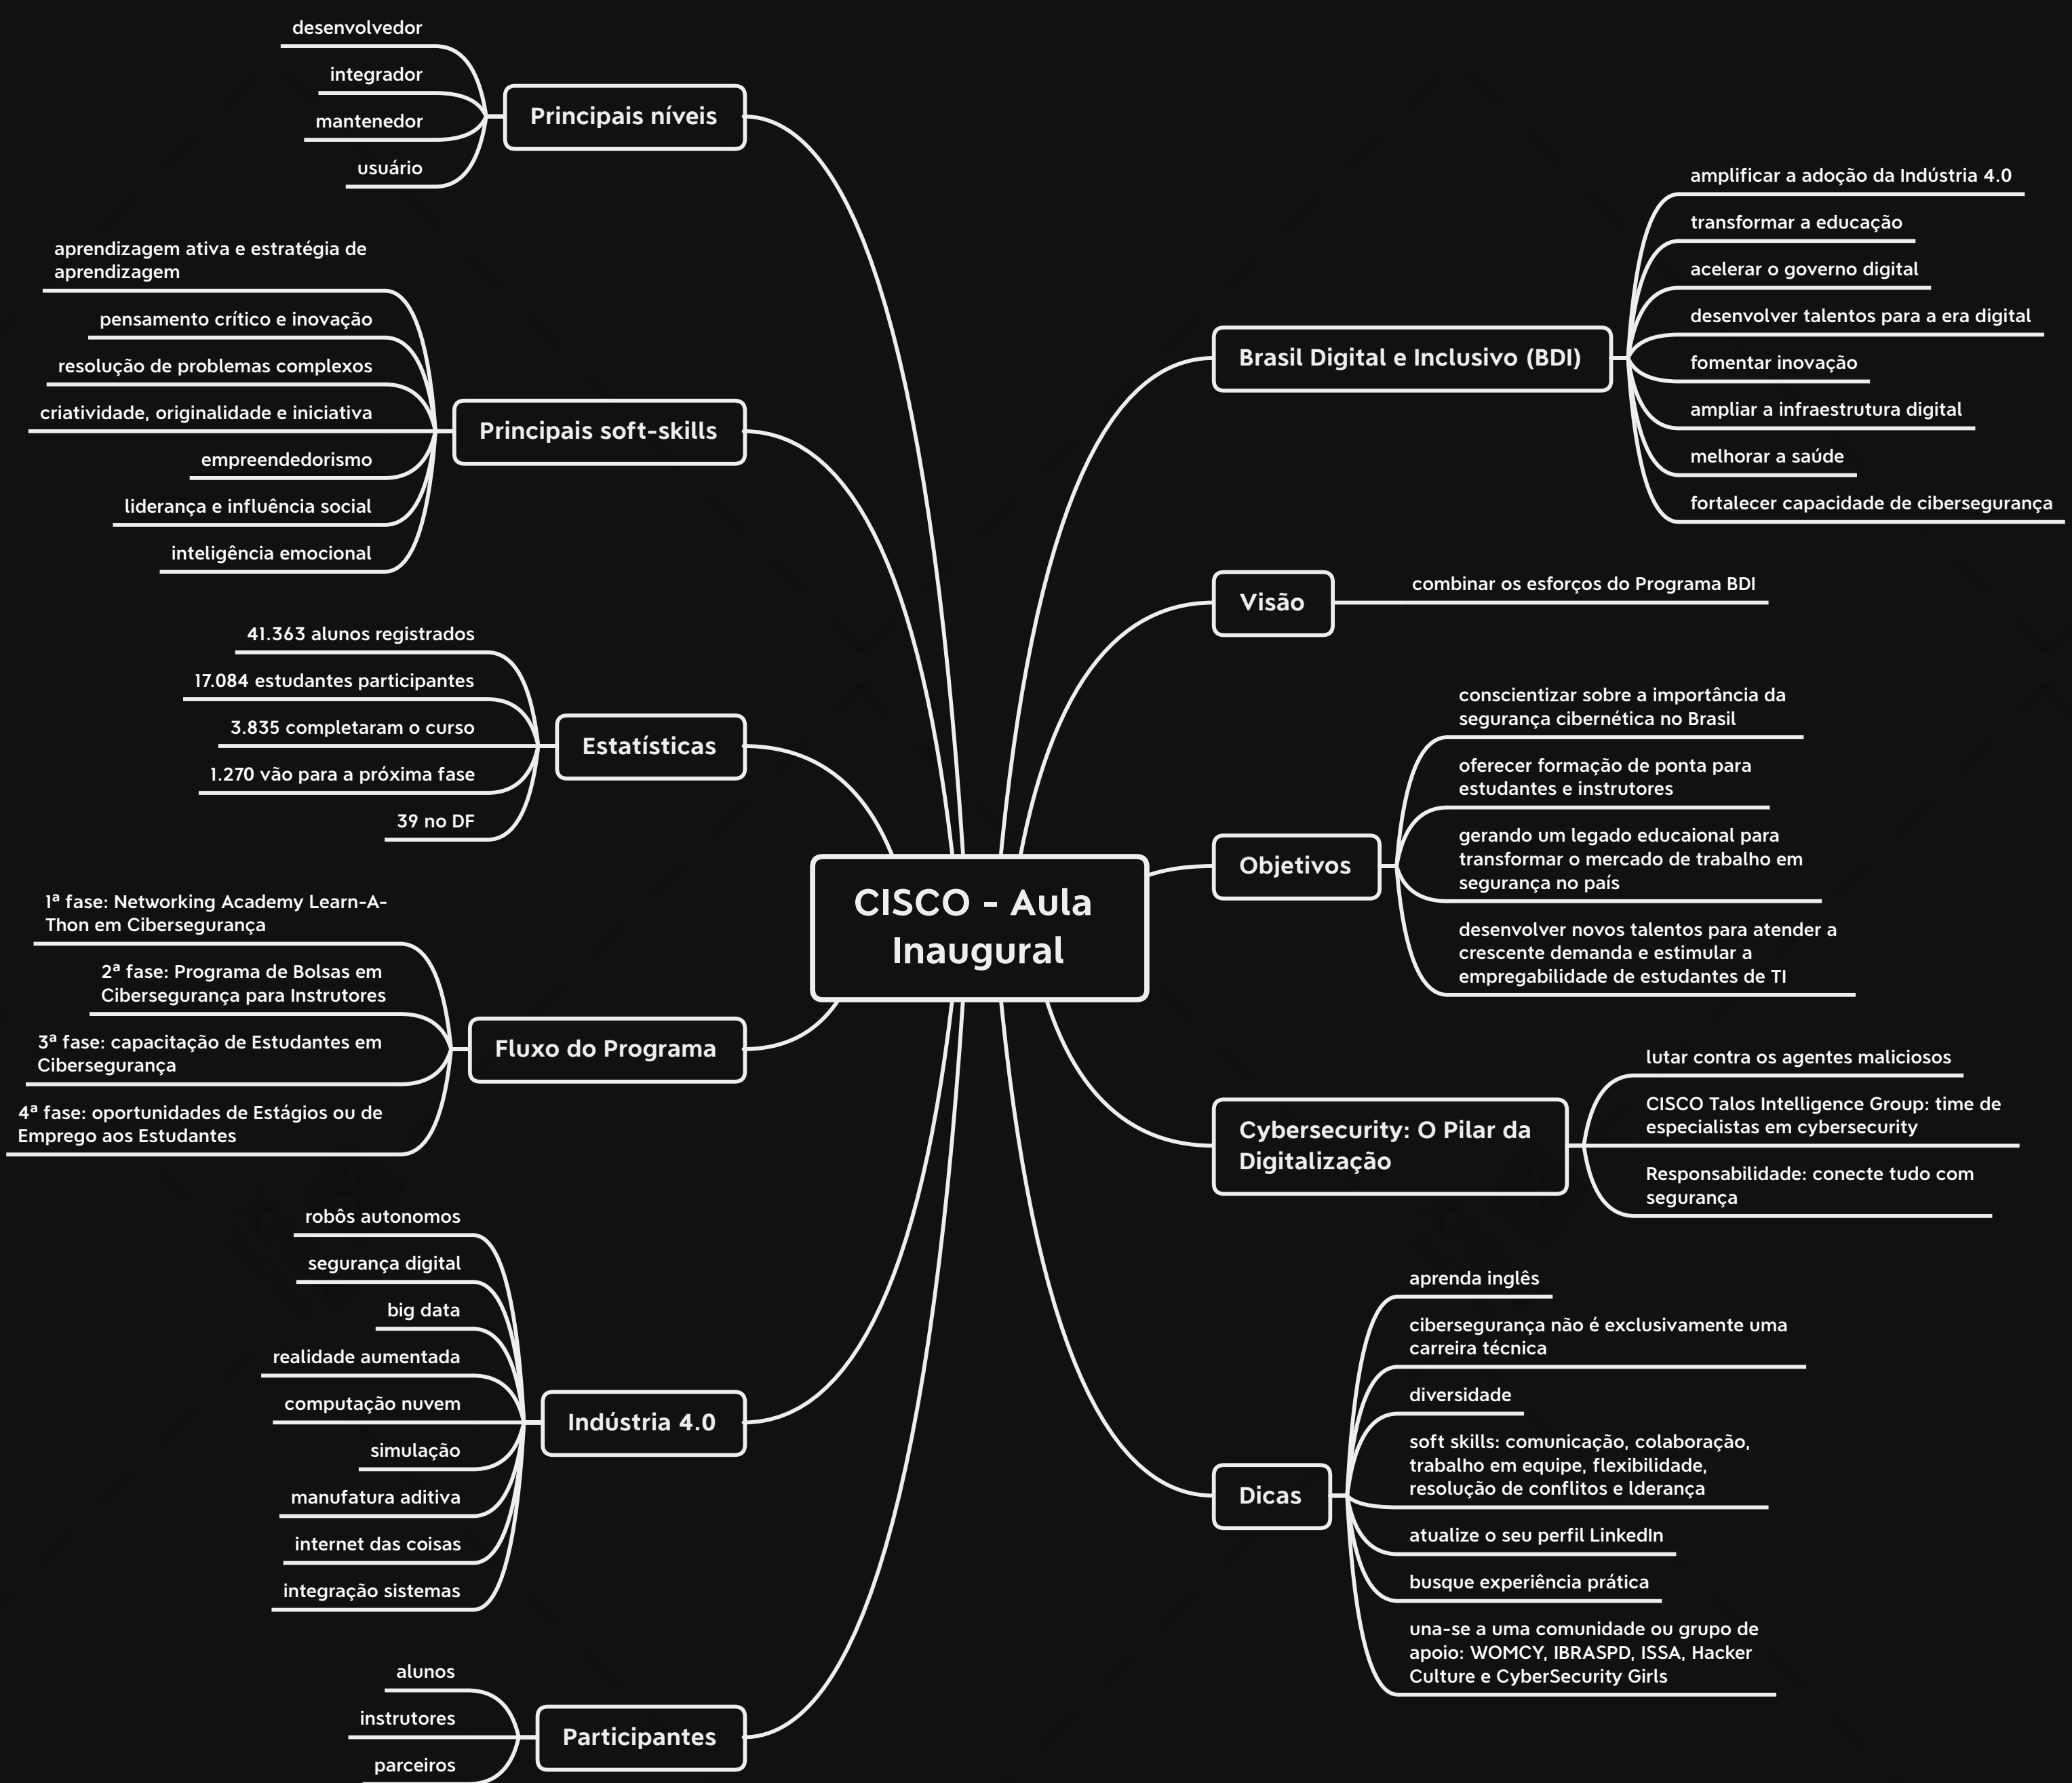 desenvolvedor
integrador
mantenedor
usuário
Principais níveis
aprendizagem ativa e estratégia de
aprendizagem
pensamento crítico e inovação
resolução de problemas complexos
criatividade, originalidade e iniciativa
empreendedorismo
liderança e influência social
inteligência emocional
Principais soft-skills
41.363 alunos registrados
17.084 estudantes participantes
3.835 completaram o curso
1.270 vão para a próxima fase
39 no DF
Estatísticas
1ª fase: Networking Academy Learn-A-
Thon em Cibersegurança
2ª fase: Programa de Bolsas em
Cibersegurança para Instrutores
3ª fase: capacitação de Estudantes em
Cibersegurança
4ª fase: oportunidades de Estágios ou de
Emprego aos Estudantes
Fluxo do Programa
robôs autonomos
segurança digital
big data
realidade aumentada
computação nuvem
simulação
manufatura aditiva
internet das coisas
integração sistemas
Indústria 4.0
alunos
instrutores
parceiros
Participantes
CISCO - Aula
Inaugural
Brasil Digital e Inclusivo (BDI)
amplificar a adoção da Indústria 4.0
transformar a educação
acelerar o governo digital
desenvolver talentos para a era digital
fomentar inovação
ampliar a infraestrutura digital
melhorar a saúde
fortalecer capacidade de cibersegurança
Visão
combinar os esforços do Programa BDI
Objetivos
conscientizar sobre a importância da
segurança cibernética no Brasil
oferecer formação de ponta para
estudantes e instrutores
gerando um legado educaional para
transformar o mercado de trabalho em
segurança no país
desenvolver novos talentos para atender a
crescente demanda e estimular a
empregabilidade de estudantes de TI
Cybersecurity: O Pilar da
Digitalização
lutar contra os agentes maliciosos
CISCO Talos Intelligence Group: time de
especialistas em cybersecurity
Responsabilidade: conecte tudo com
segurança
Dicas
aprenda inglês
cibersegurança não é exclusivamente uma
carreira técnica
diversidade
soft skills: comunicação, colaboração,
trabalho em equipe, flexibilidade,
resolução de conflitos e lderança
atualize o seu perfil LinkedIn
busque experiência prática
una-se a uma comunidade ou grupo de
apoio: WOMCY, IBRASPD, ISSA, Hacker
Culture e CyberSecurity Girls